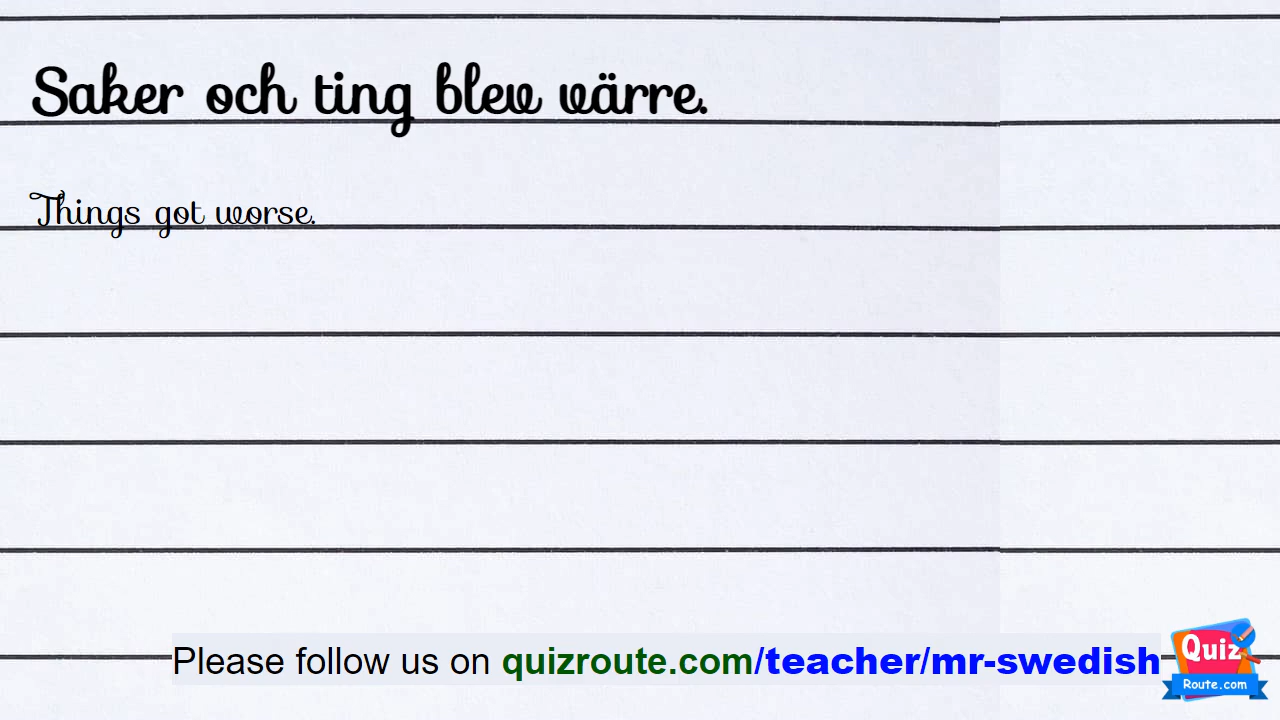 Saker och ting blev värre.
Things got worse.
Please follow us on quizroute.com/teacher/mr-swedish
Quiz
Route.com